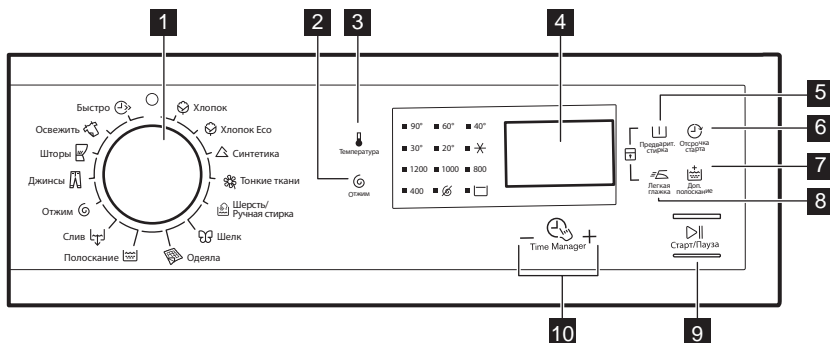 1
2
3
4
5
6
7
8
9
10
Быстро
Освежить
Шторы
Джинсы
Отжим
Слив
Полоскание
Хлопок
Хлопок Eco
Синтетика
Тонкие ткани
Шерсть/
Ручная стирка
Шелк
Одеяла
Температура
Отжим
90° 60° 40°
30° 20°
1200 1000 800
400
Time Manager
Предварит.
стирка
Отсрочка
старта
Легкая
глажка
Доп.
полоскание
Старт/Пауза